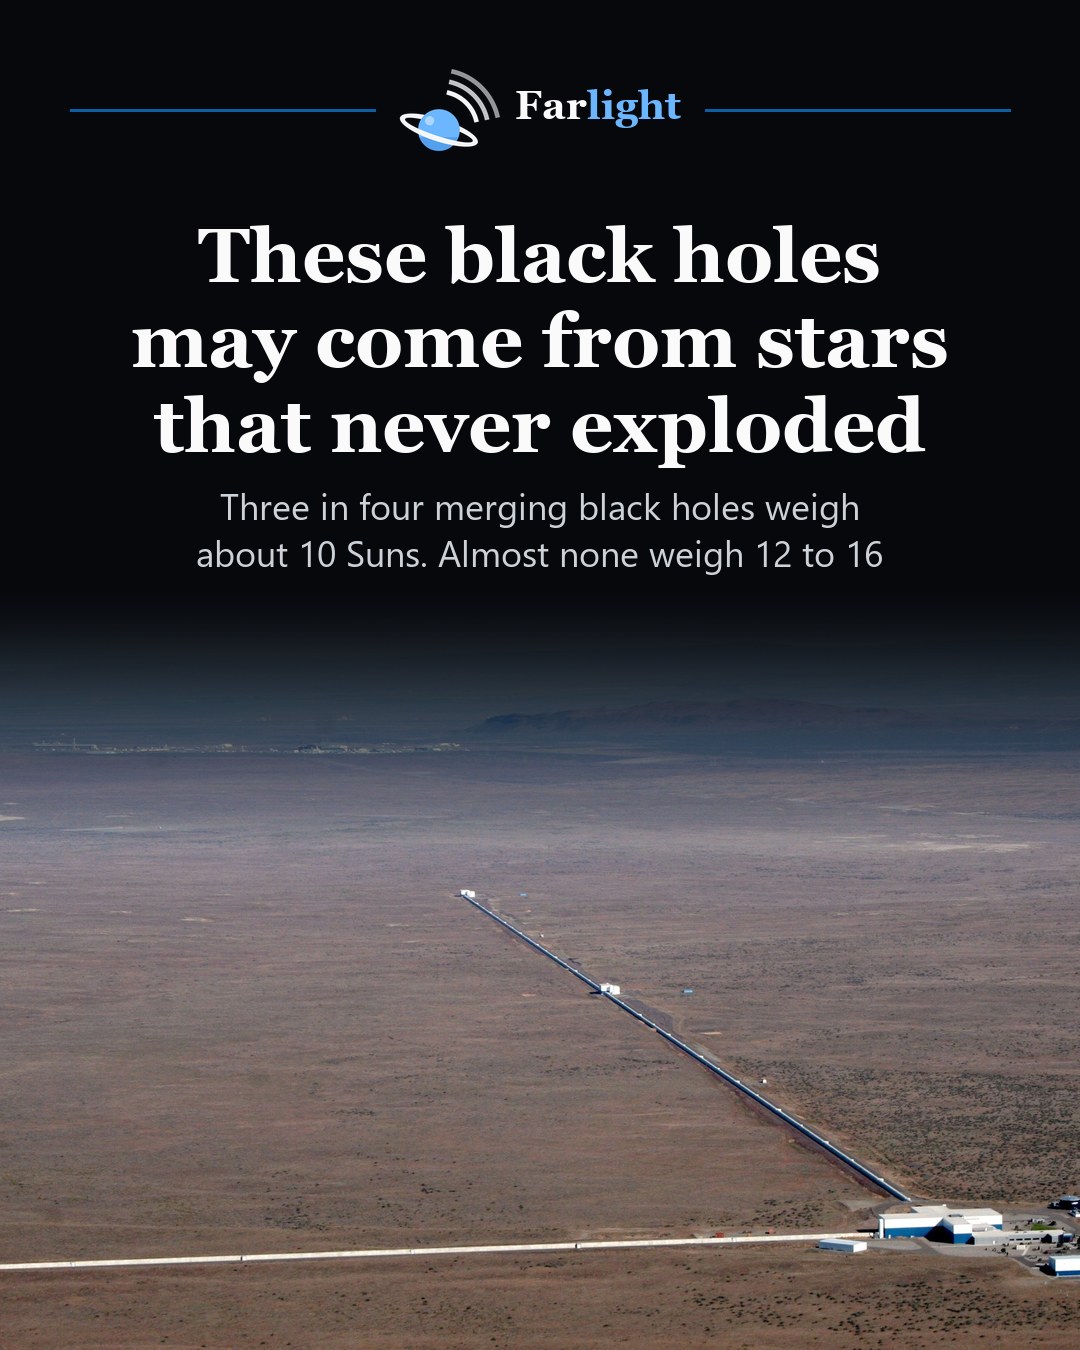 Farlight
These black holes
may come from stars
that never exploded
Three in four merging black holes weigh
about 10 Suns. Almost none weigh 12 to 16